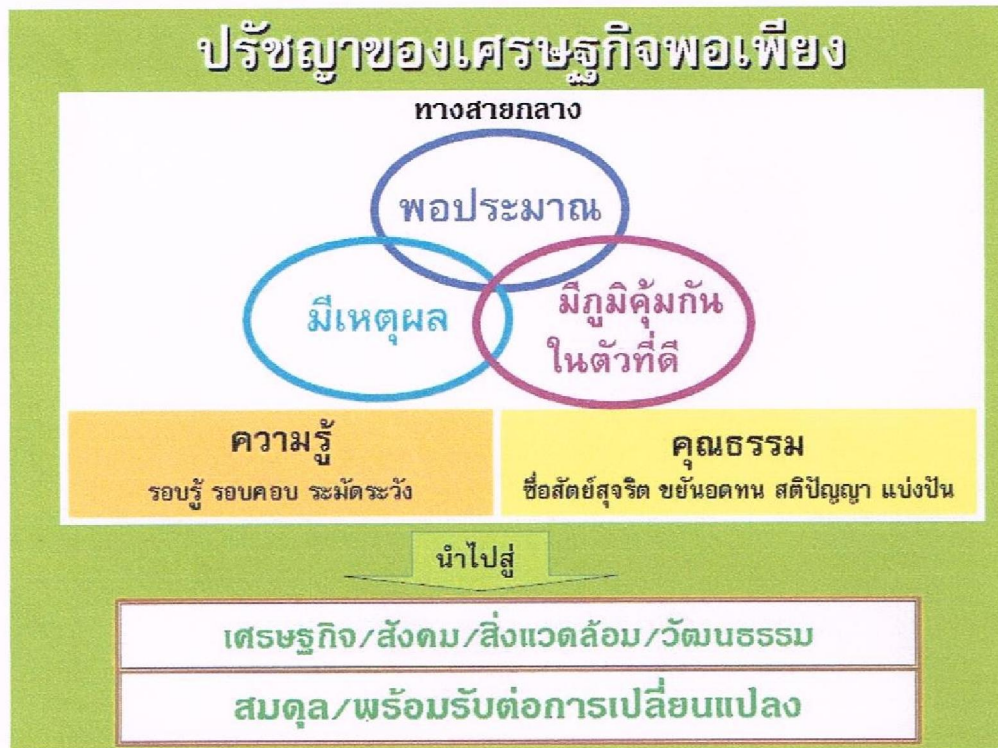 ปรัชญาของเศรษฐกิจพอเพียง
ทางสายกลาง
พอประมาณ
มีเหตุผล
มีภูมิคุ้มกัน
ในตัวที่ดี
ความรู้
รอบรู้ รอบคอบ ระมัดระวัง
คุณธรรม
ซื่อสัตย์สุจริต ขยันอดทน สติปัญญา แบ่งปัน
นำไปสู่
เศรษฐกิจ/สังคม/สิ่งแวดล้อม/วัฒนธรรม
สมดุล/พร้อมรับต่อการเปลี่ยนแปลง